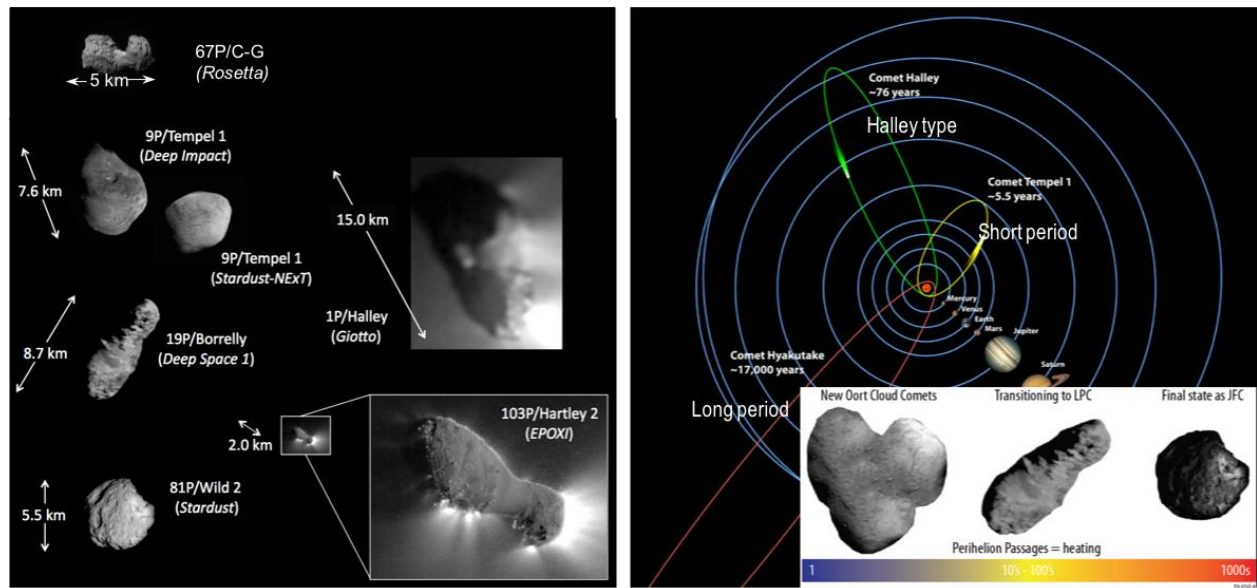 67P/C-G
(Rosetta)
5 km
9P/Tempel 1
(Deep Impact)
7.6 km
9P/Tempel 1
(Stardust-NExT)
15.0 km
1P/Halley
(Giotto)
19P/Borrelly
(Deep Space 1)
8.7 km
103P/Hartley 2
(EPOXI)
2.0 km
81P/Wild 2
(Stardust)
5.5 km
Comet Halley
~76 years
Halley type
Comet Tempel 1
~5.5 years
Short period
Mercury
Venus
Earth
Mars
Jupiter
Saturn
Comet Hyakutake
~17,000 years
Long period
New Oort Cloud Comets
Transitioning to LPC
Final state as JFC
Perihelion Passages = heating
1
10's - 100's
1000s